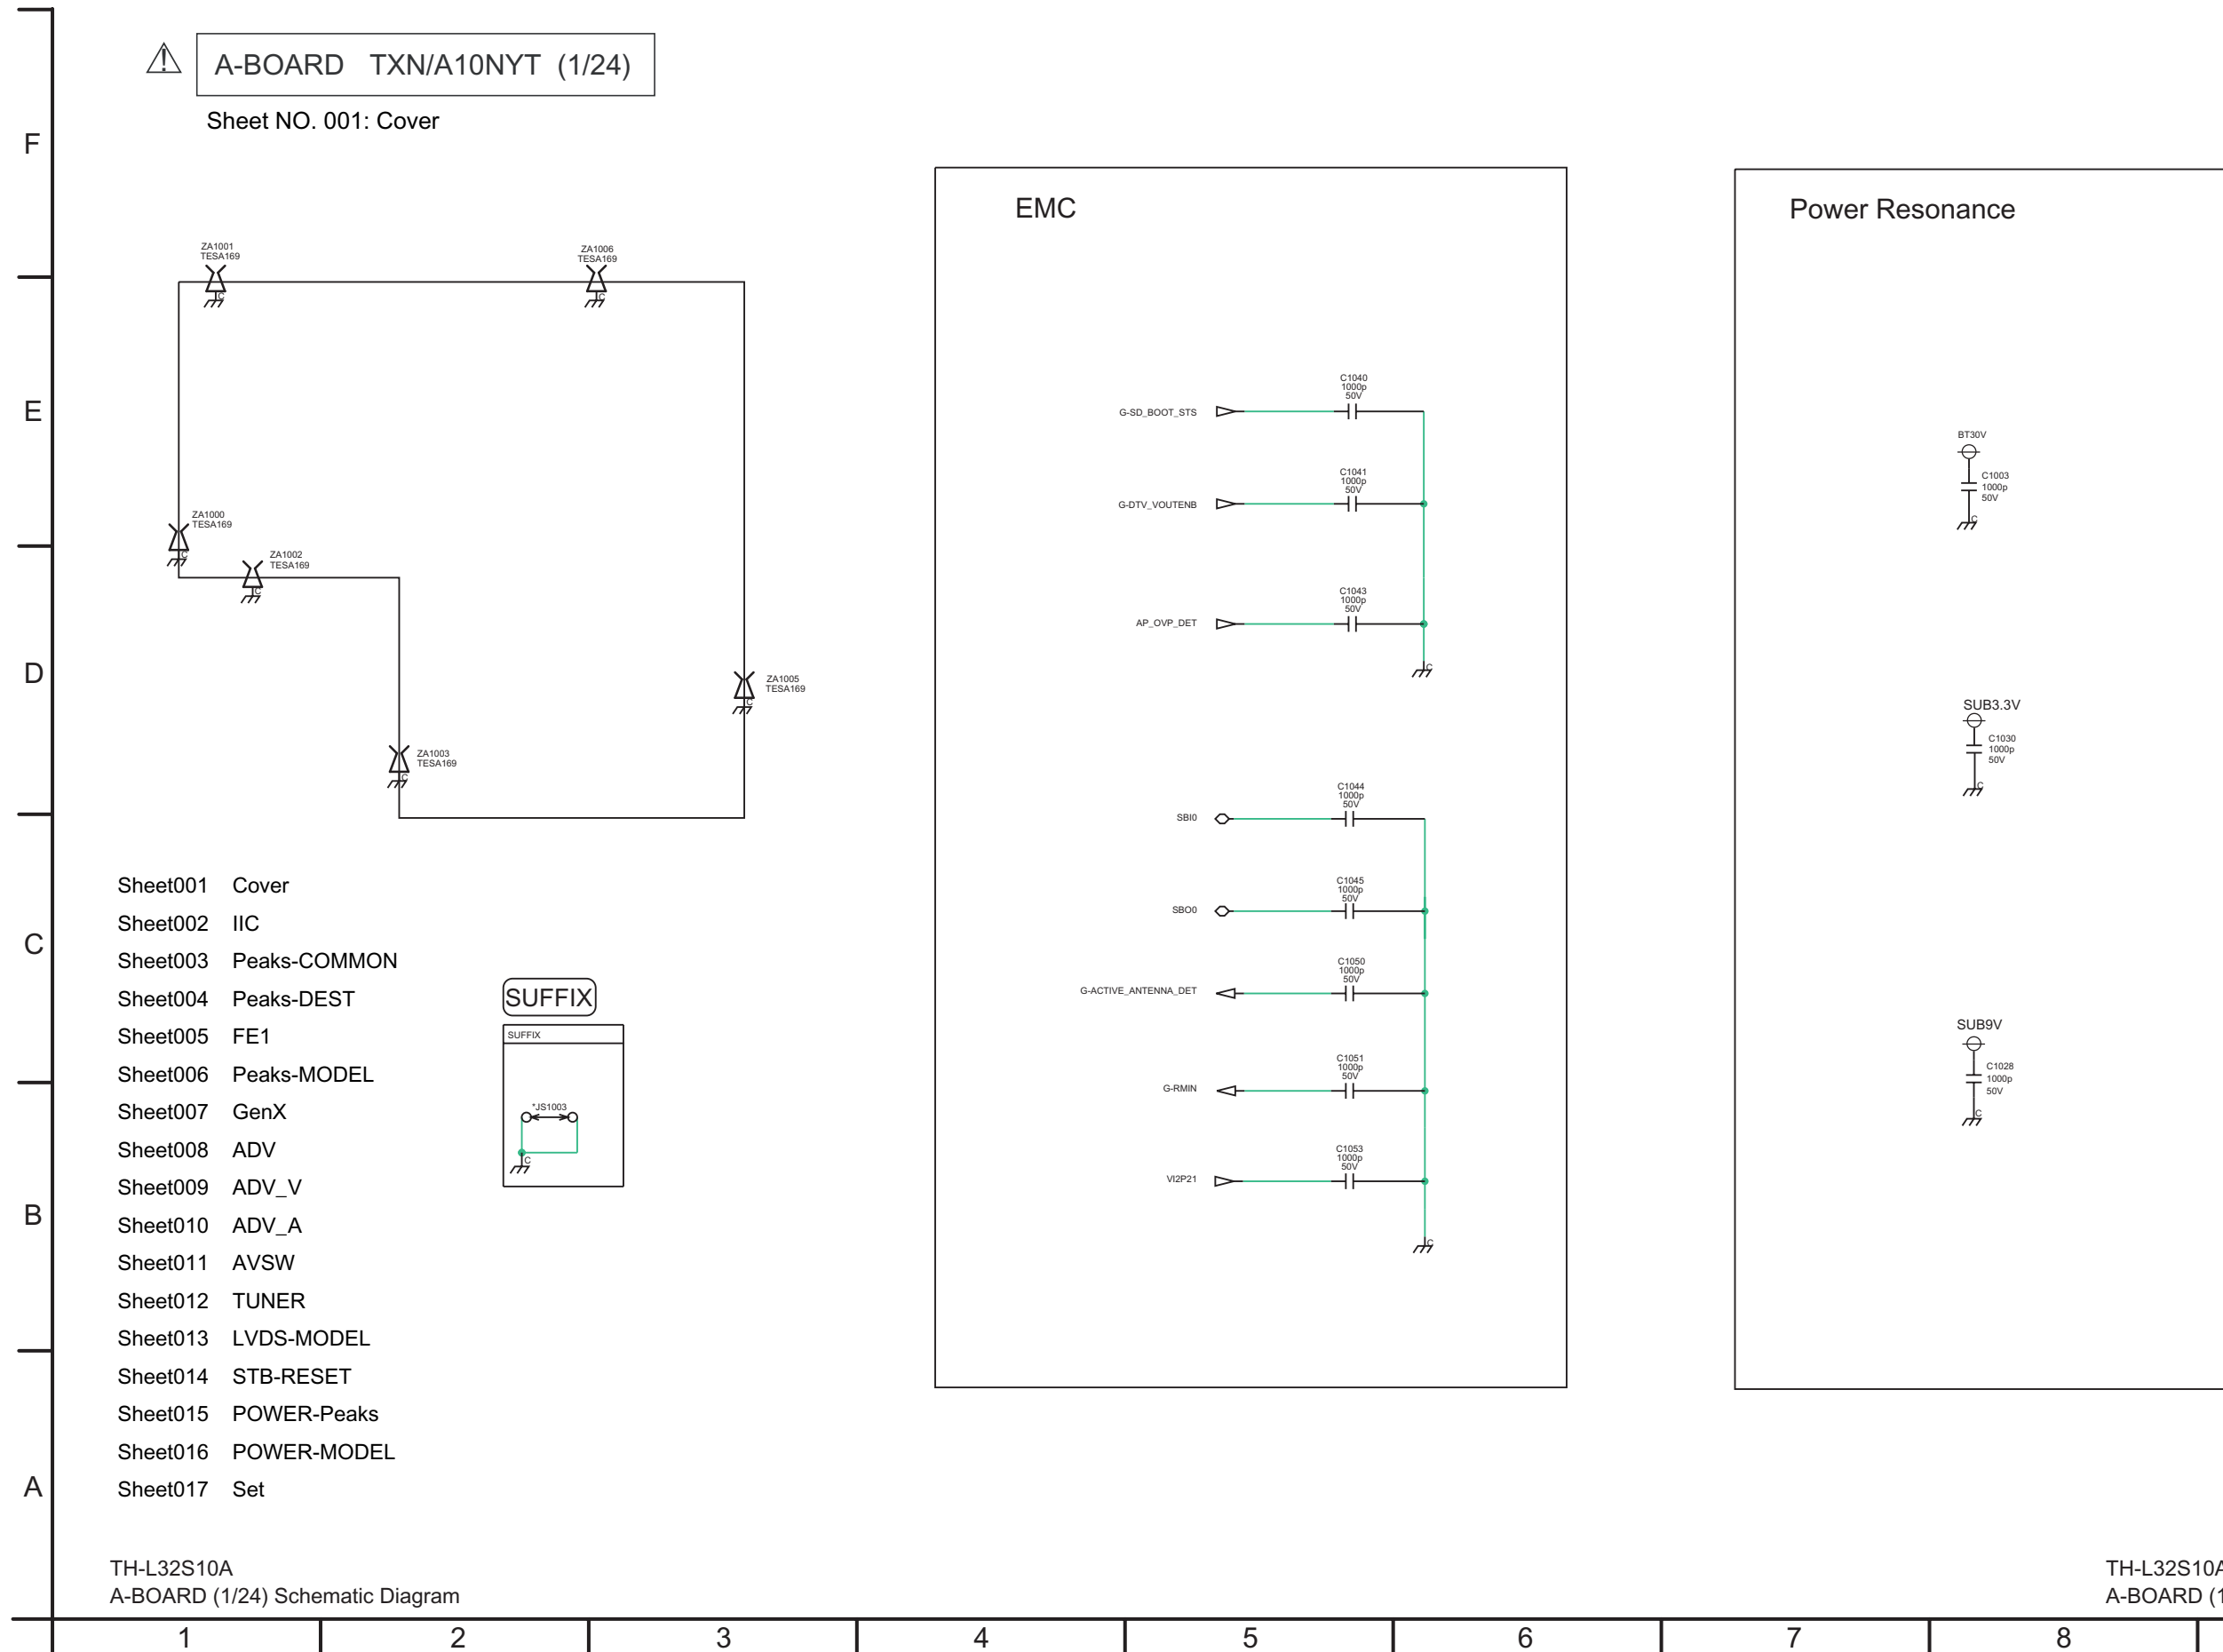 A-BOARD TXN/A10NYT (1/24)
Sheet NO. 001: Cover
F
E
D
C
B
A
ZA1001
TESA169
C
ZA1006
TESA169
C
ZA1000
TESA169
C
ZA1002
TESA169
C
ZA1005
TESA169
C
ZA1003
TESA169
C
Sheet001 Cover
Sheet002 IIC
Sheet003 Peaks-COMMON
Sheet004 Peaks-DEST
Sheet005 FE1
Sheet006 Peaks-MODEL
Sheet007 GenX
Sheet008 ADV
Sheet009 ADV_V
Sheet010 ADV_A
Sheet011 AVSW
Sheet012 TUNER
Sheet013 LVDS-MODEL
Sheet014 STB-RESET
Sheet015 POWER-Peaks
Sheet016 POWER-MODEL
Sheet017 Set
SUFFIX
SUFFIX
*JS1003
C
EMC
C1040
1000p
50V
G-SD_BOOT_STS
C1041
1000p
50V
G-DTV_VOUTENB
C1043
1000p
50V
AP_OVP_DET
C
C1044
1000p
50V
SBI0
C1045
1000p
50V
SBO0
C1050
1000p
50V
G-ACTIVE_ANTENNA_DET
C1051
1000p
50V
G-RMIN
C1053
1000p
50V
VI2P21
C
Power Resonance
BT30V
C1003
1000p
50V
C
SUB3.3V
C1030
1000p
50V
C
SUB9V
C1028
1000p
50V
C
TH-L32S10A
A-BOARD (1/24) Schematic Diagram
TH-L32S10A
A-BOARD (1
1 2 3 4 5 6 7 8